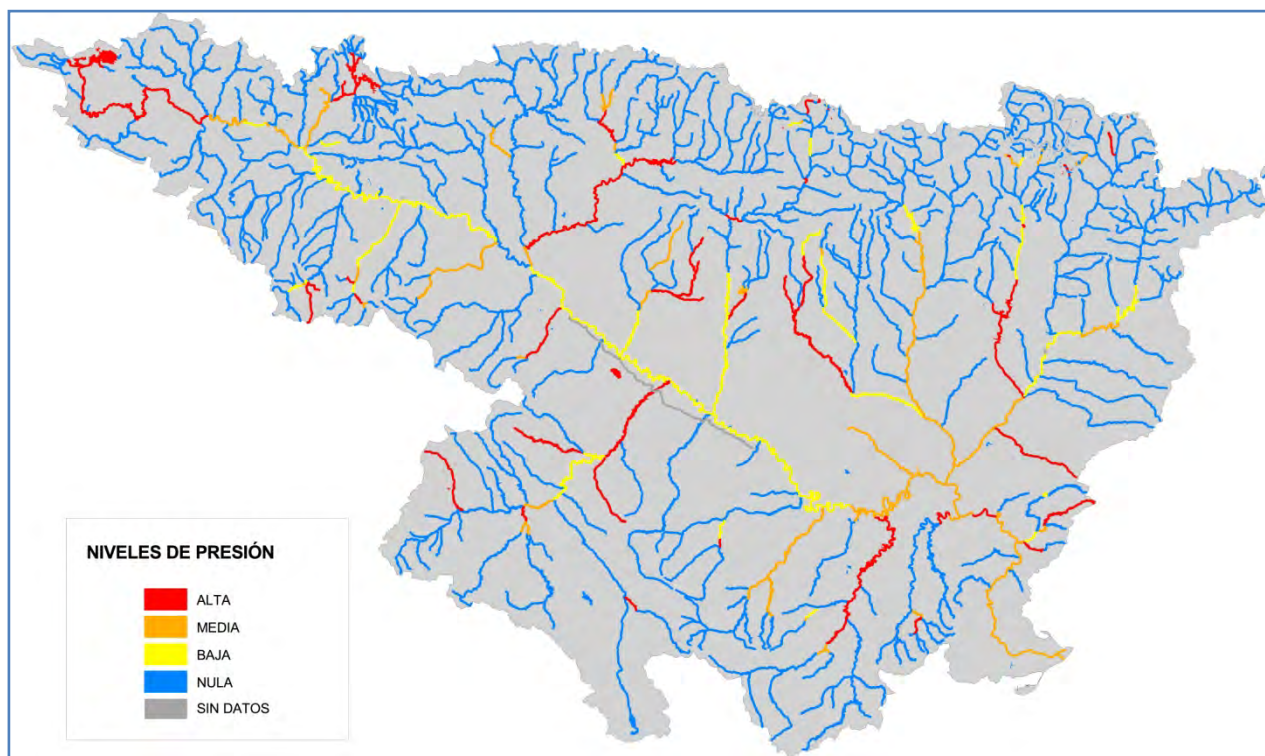 NIVELES DE PRESIÓN
ALTA
MEDIA
BAJA
NULA
SIN DATOS